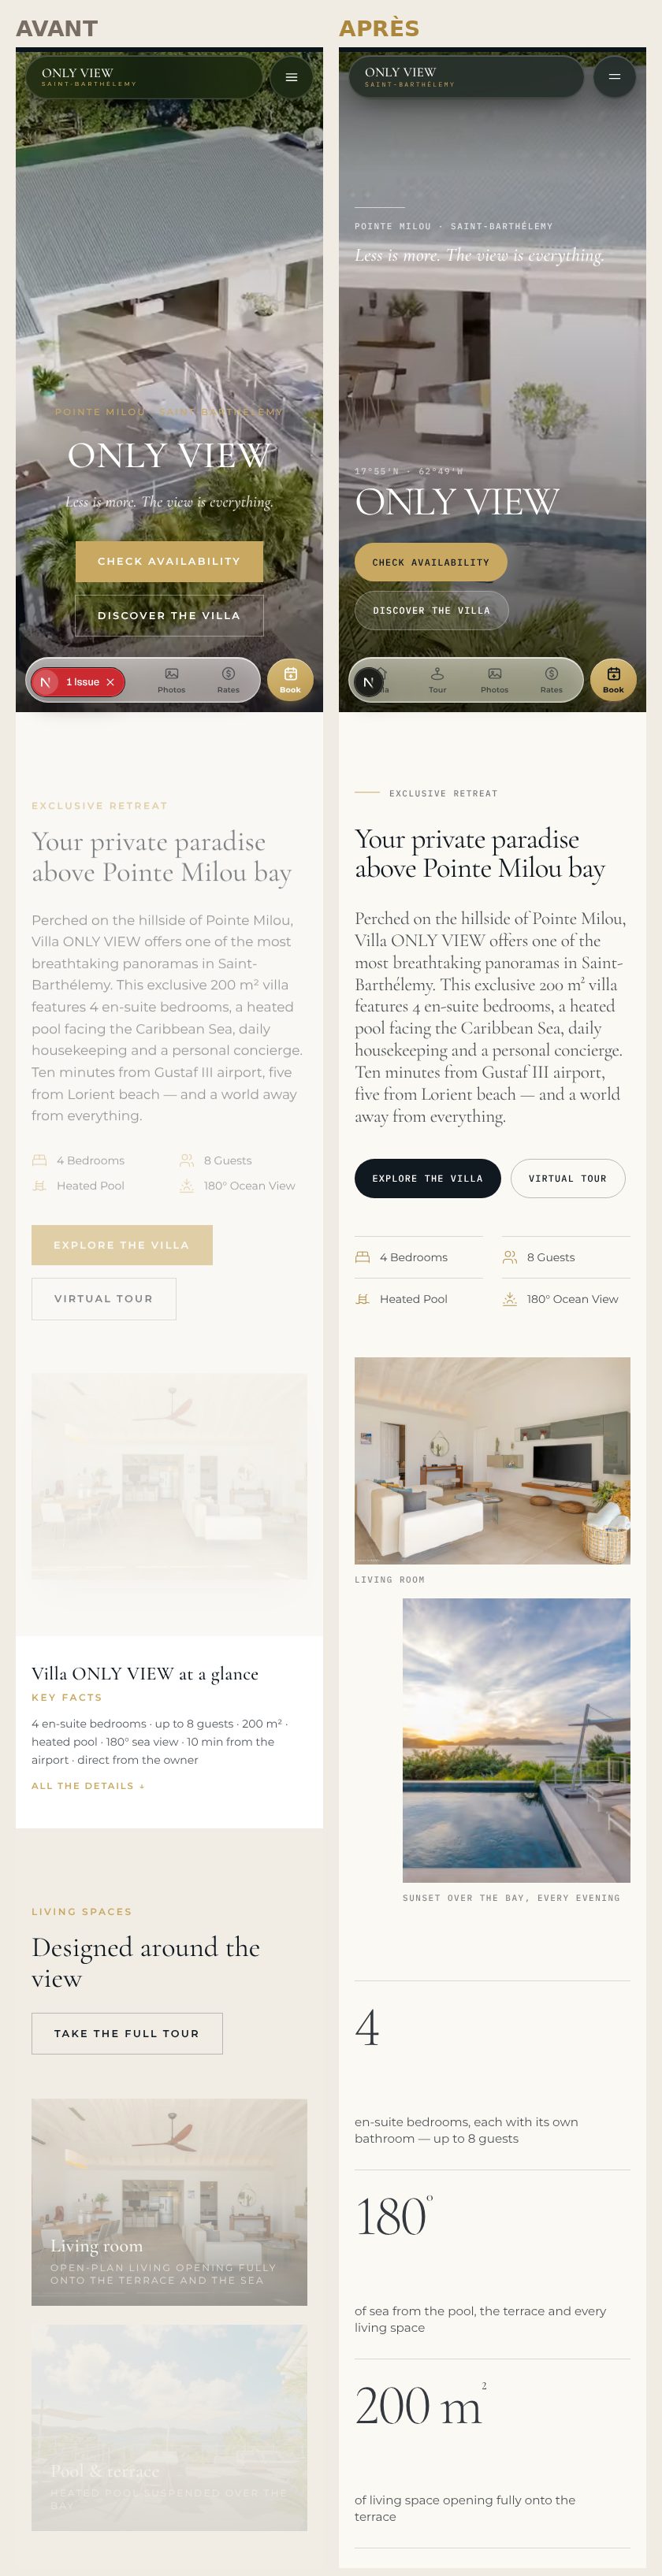 AVANT
ONLY VIEW
SAINT-BARTHÉLEMY
POINTE MILOU · SAINT-BARTHÉLEMY
ONLY VIEW
Less is more. The view is everything.
CHECK AVAILABILITY
DISCOVER THE VILLA
N
1 Issue
Photos
Rates
Book
EXCLUSIVE RETREAT
Your private paradise
above Pointe Milou bay
Perched on the hillside of Pointe Milou,
Villa ONLY VIEW offers one of the most
breathtaking panoramas in Saint-
Barthélemy. This exclusive 200 m² villa
features 4 en-suite bedrooms, a heated
pool facing the Caribbean Sea, daily
housekeeping and a personal concierge.
Ten minutes from Gustaf III airport, five
from Lorient beach — and a world away
from everything.
4 Bedrooms
8 Guests
Heated Pool
180° Ocean View
EXPLORE THE VILLA
VIRTUAL TOUR
Villa ONLY VIEW at a glance
KEY FACTS
4 en-suite bedrooms · up to 8 guests · 200 m² ·
heated pool · 180° sea view · 10 min from the
airport · direct from the owner
ALL THE DETAILS ↓
LIVING SPACES
Designed around the
view
TAKE THE FULL TOUR
Living room
OPEN-PLAN LIVING OPENING FULLY
ONTO THE TERRACE AND THE SEA
Pool & terrace
HEATED POOL SUSPENDED OVER THE
BAY
APRÈS
ONLY VIEW
SAINT-BARTHÉLEMY
POINTE MILOU · SAINT-BARTHÉLEMY
Less is more. The view is everything.
17°55'N · 62°49'W
ONLY VIEW
CHECK AVAILABILITY
DISCOVER THE VILLA
N
Tour
Photos
Rates
Book
EXCLUSIVE RETREAT
Your private paradise
above Pointe Milou bay
Perched on the hillside of Pointe Milou,
Villa ONLY VIEW offers one of the
most breathtaking panoramas in Saint-
Barthélemy. This exclusive 200 m² villa
features 4 en-suite bedrooms, a heated
pool facing the Caribbean Sea, daily
housekeeping and a personal concierge.
Ten minutes from Gustaf III airport,
five from Lorient beach — and a world
away from everything.
EXPLORE THE VILLA
VIRTUAL TOUR
4 Bedrooms
8 Guests
Heated Pool
180° Ocean View
LIVING ROOM
SUNSET OVER THE BAY, EVERY EVENING
4
en-suite bedrooms, each with its own
bathroom — up to 8 guests
180°
of sea from the pool, the terrace and every
living space
200 m²
of living space opening fully onto the
terrace